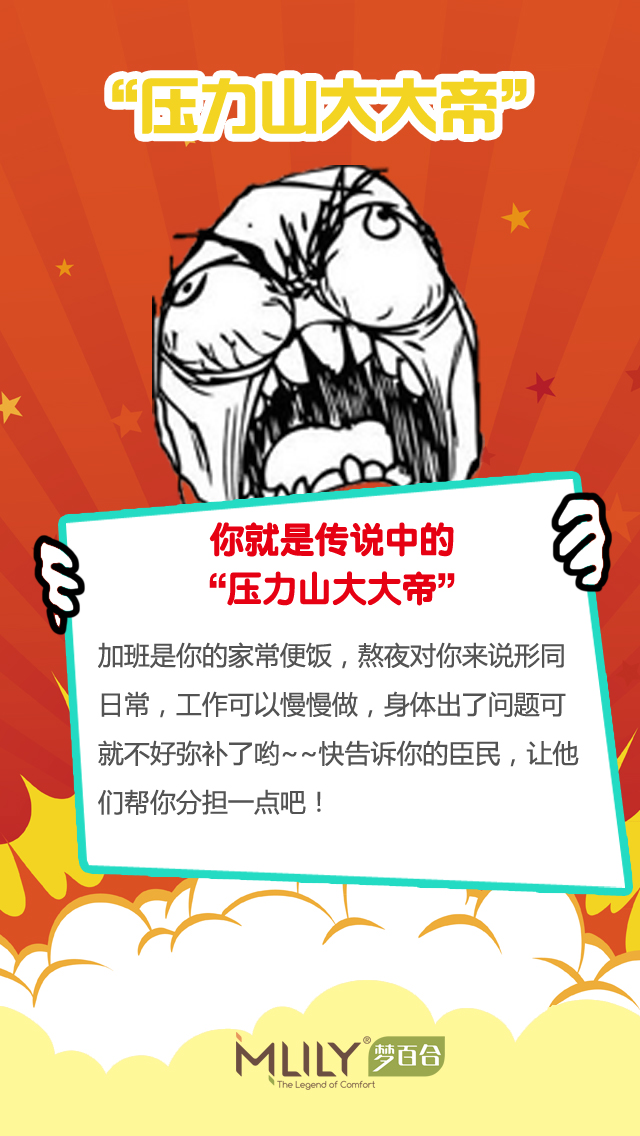 “压力山大大帝”
你就是传说中的
“压力山大大帝”
加班是你的家常便饭，熬夜对你来说形同
日常，工作可以慢慢做，身体出了问题可
就不好弥补了哟~~快告诉你的臣民，让他
们帮你分担一点吧！
MLILY® 梦百合
The Legend of Comfort